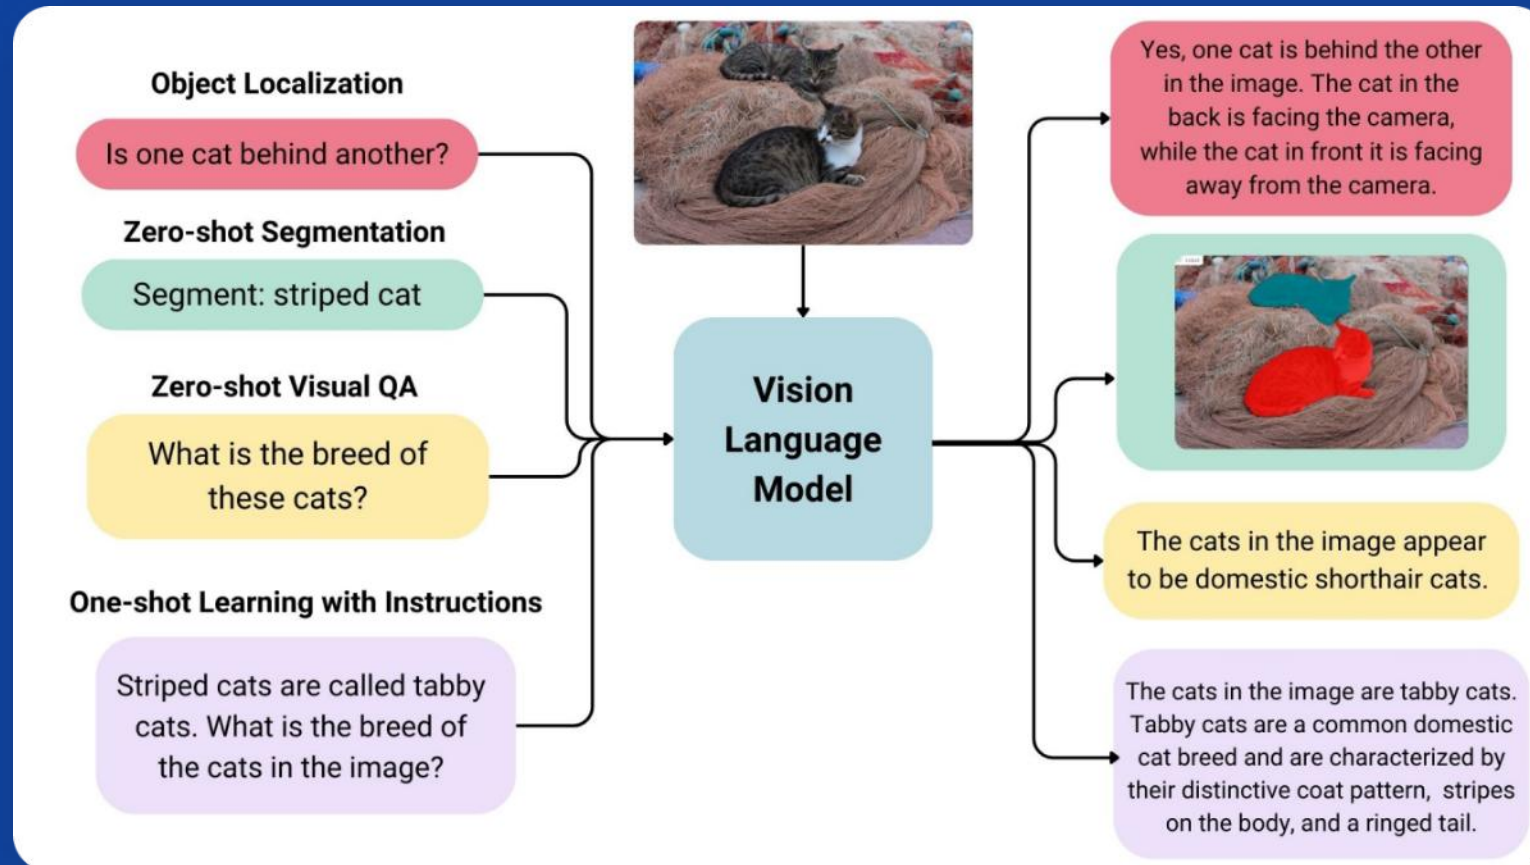 Object Localization
Is one cat behind another?
Zero-shot Segmentation
Segment: striped cat
Zero-shot Visual QA
What is the breed of
these cats?
One-shot Learning with Instructions
Striped cats are called tabby
cats. What is the breed of
the cats in the image?
Vision
Language
Model
Yes, one cat is behind the other
in the image. The cat in the
back is facing the camera,
while the cat in front it is facing
away from the camera.
The cats in the image appear
to be domestic shorthair cats.
The cats in the image are tabby cats.
Tabby cats are a common domestic
cat breed and are characterized by
their distinctive coat pattern, stripes
on the body, and a ringed tail.